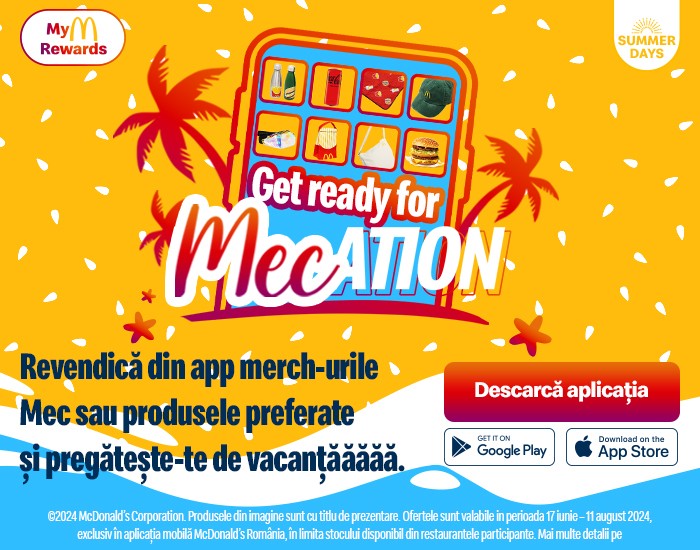 My
Rewards
SUMMER
DAYS
Get ready for
MecATION
Revendică din app merch-urile
Mec sau produsele preferate
și pregătește-te de vacanțăăăăă.
Descarcă aplicația
GET IT ON
Google Play
Download on the
App Store
©2024 McDonald's Corporation. Produsele din imagine sunt cu titlu de prezentare. Ofertele sunt valabile in perioada 17 iunie – 11 august 2024,
exclusiv în aplicația mobilă McDonald's România, în limita stocului disponibil din restaurantele participante. Mai multe detalii pe